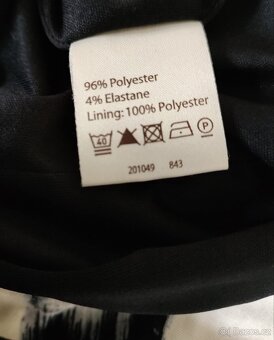 96% Polyester
4% Elastane
Lining: 100% Polyester
40 P
201049 843